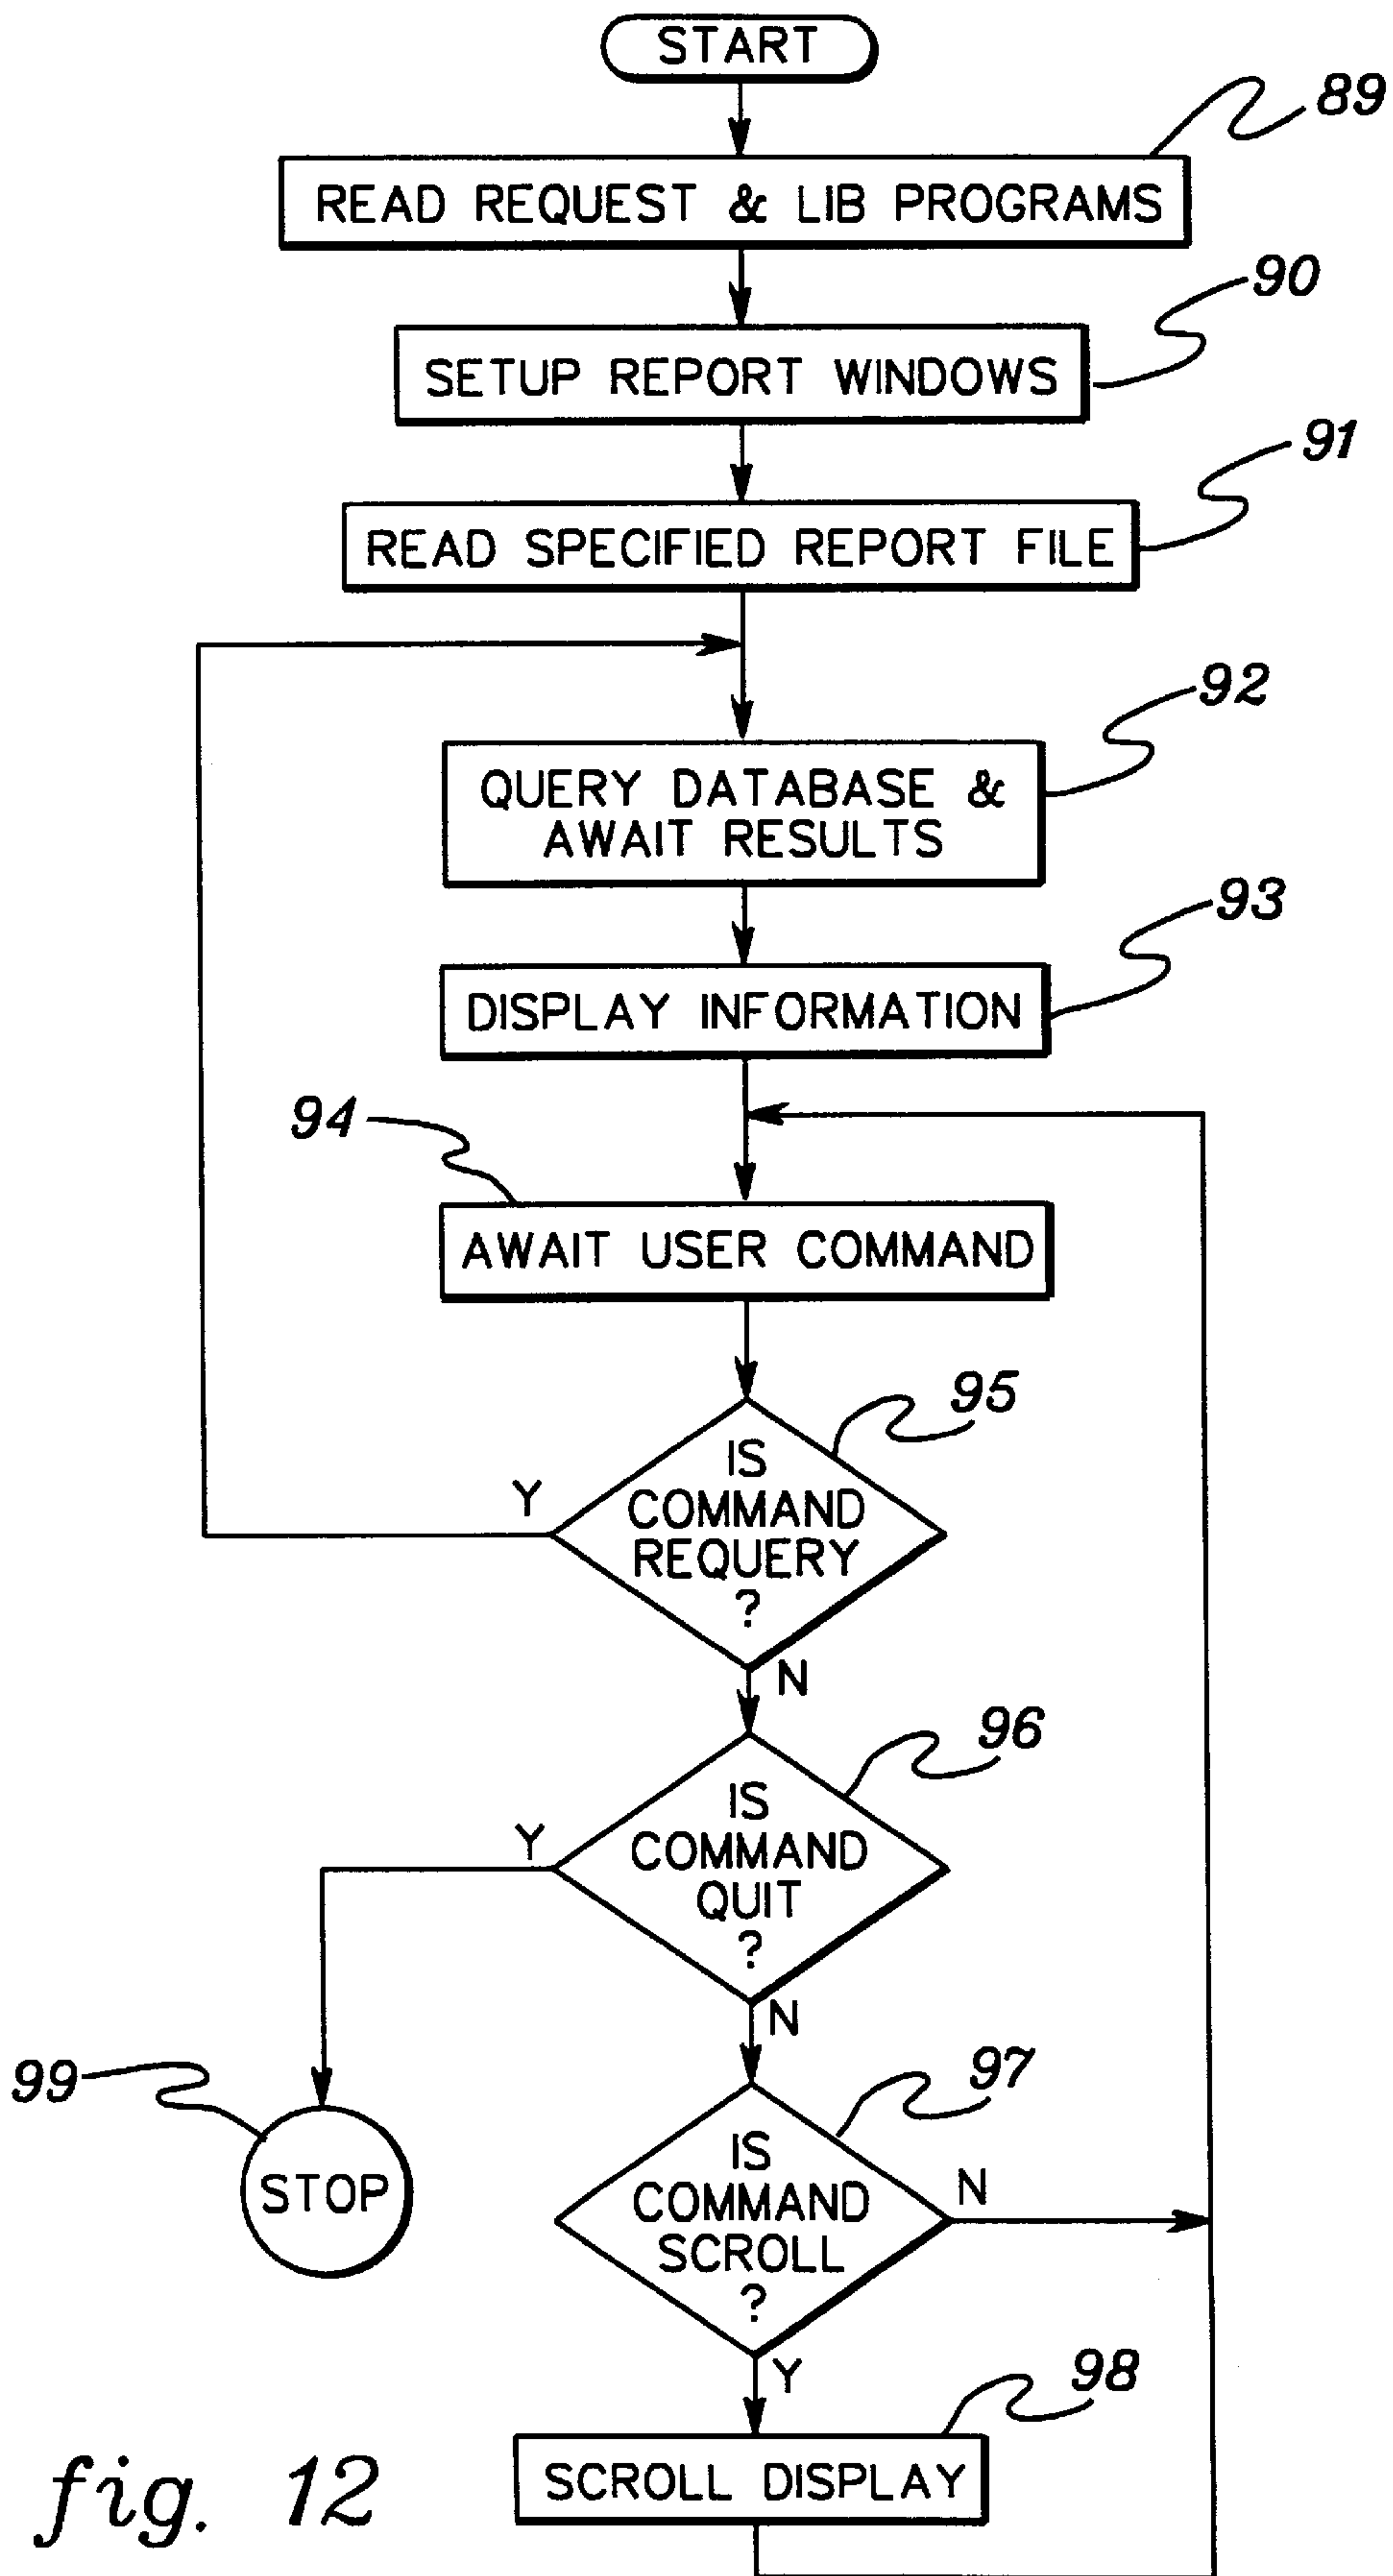 START
89
READ REQUEST & LIB PROGRAMS
90
SETUP REPORT WINDOWS
91
READ SPECIFIED REPORT FILE
92
QUERY DATABASE &
AWAIT RESULTS
93
DISPLAY INFORMATION
94
AWAIT USER COMMAND
95
IS
COMMAND
REQUERY
?
Y
N
96
IS
COMMAND
QUIT
?
Y
N
99
STOP
97
IS
COMMAND
SCROLL
?
N
Y
98
SCROLL DISPLAY
fig. 12